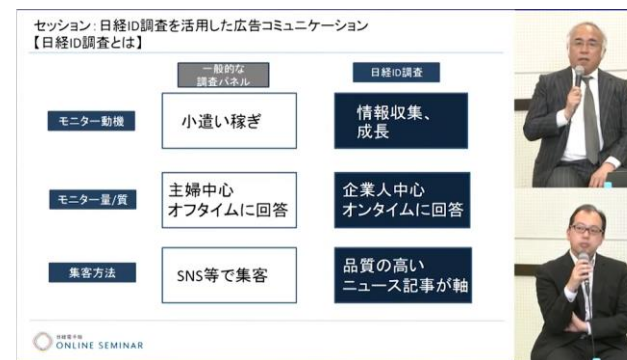 セッション:日経ID調査を活用した広告コミュニケーション
【日経ID調査とは】
一般的な
調査パネル
日経ID調査
モニター動機
小遣い稼ぎ
情報収集、
成長
モニター量/質
主婦中心
オフタイムに回答
企業人中心
オンタイムに回答
集客方法
SNS等で集客
品質の高い
ニュース記事が軸
日経電子版
ONLINE SEMINAR